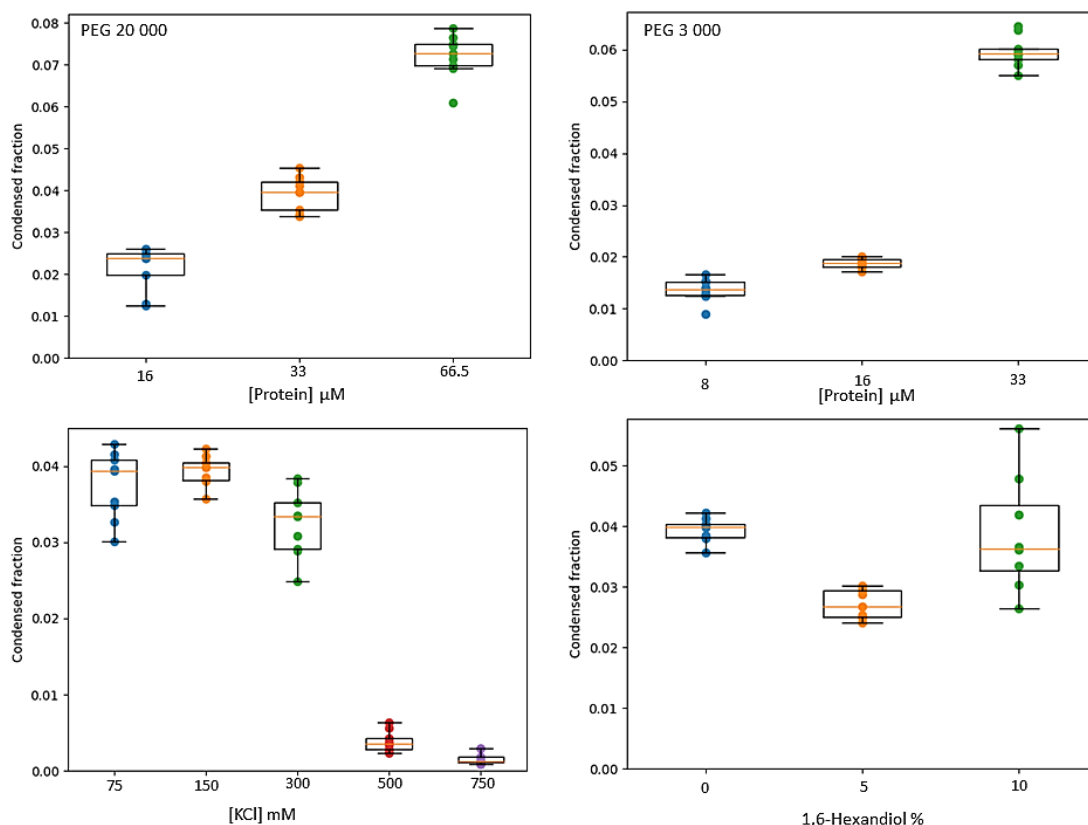 PEG 20 000
0.08
0.07
0.06
0.05
0.04
0.03
0.02
0.01
0.00
Condensed fraction
16 33 66.5
[Protein] µM
PEG 3 000
0.06
0.05
0.04
0.03
0.02
0.01
0.00
Condensed fraction
8 16 33
[Protein] µM
0.04
0.03
0.02
0.01
0.00
Condensed fraction
75 150 300 500 750
[KCl] mM
0.05
0.04
0.03
0.02
0.01
0.00
Condensed fraction
0 5 10
1.6-Hexandiol %